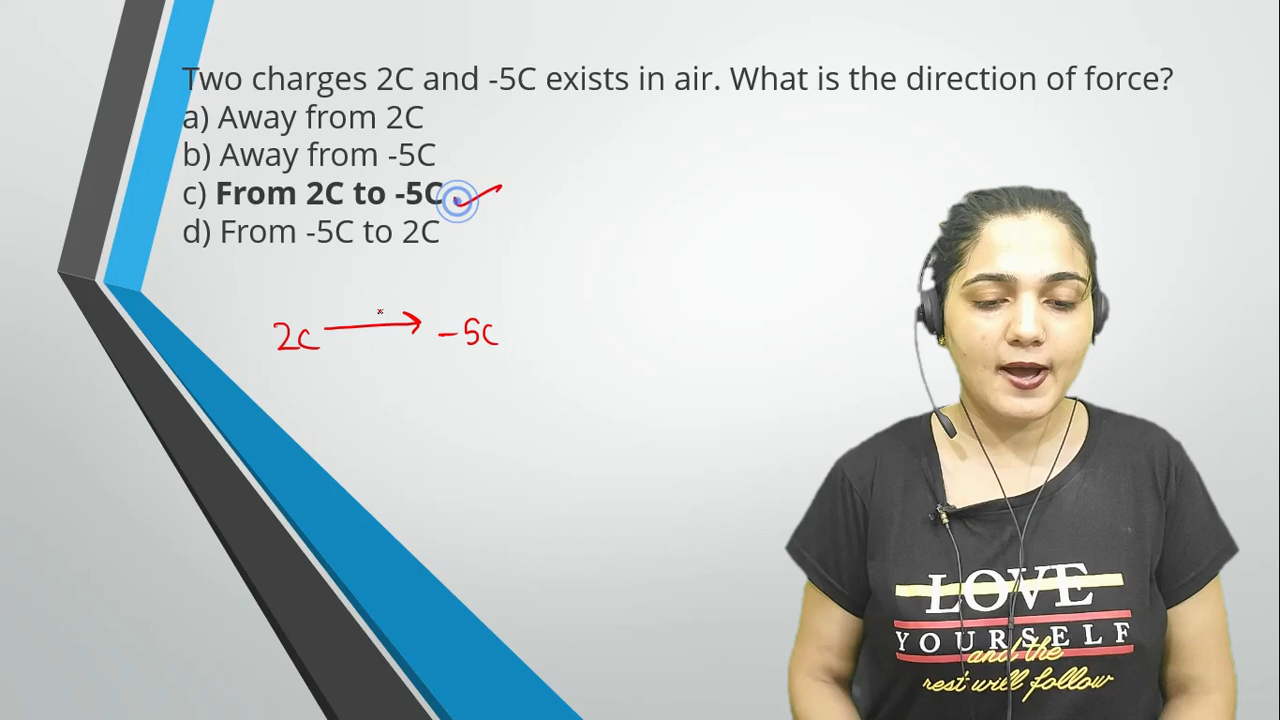 Two charges 2C and -5C exists in air. What is the direction of force?
a) Away from 2C
b) Away from -5C
c) From 2C to -5C
d) From -5C to 2C
2C → -5C
LOVE
YOURSELF
and the
rest will follow